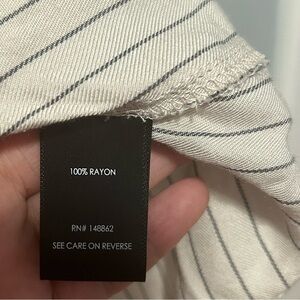 100% RAYON
RN# 148862
SEE CARE ON REVERSE